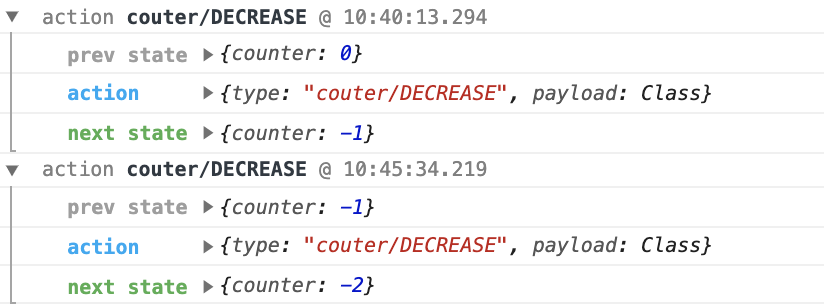 ▼ action couter/DECREASE @ 10:40:13.294
prev state ▶{counter: 0}
action ▶{type: "couter/DECREASE", payload: Class}
next state ▶{counter: -1}
▼ action couter/DECREASE @ 10:45:34.219
prev state ▶{counter: -1}
action ▶{type: "couter/DECREASE", payload: Class}
next state ▶{counter: -2}